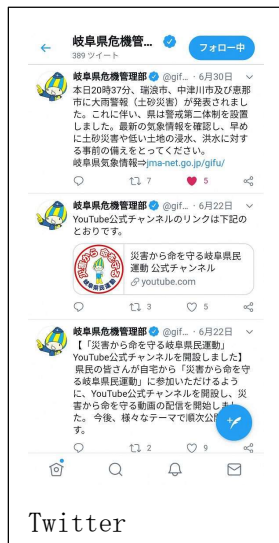 岐阜県危機管...
389 ツイート
フォロー中
岐阜県危機管理部 @gif... · 6月30日
本日20時37分、瑞浪市、中津川市及び恵那
市に大雨警報（土砂災害）が発表されまし
た。これに伴い、県は警戒第二体制を設置
しました。最新の気象情報を確認し、早め
に土砂災害や低い土地の浸水、洪水に対す
る事前の備えをとってください。
岐阜県気象情報⇒jma-net.go.jp/gifu/
7 5
岐阜県危機管理部 @gif... · 6月22日
YouTube公式チャンネルのリンクは下記の
とおりです。
災害から命を守る岐阜県民
運動 公式チャンネル
youtube.com
3 5
岐阜県危機管理部 @gif... · 6月22日
【「災害から命を守る岐阜県民運動」
YouTube公式チャンネルを開設しました】
県民の皆さんが自宅から「災害から命を守
る岐阜県民運動」に参加いただけるよう
に、YouTubeチャンネルを開設し、災
害から命を守る動画の配信を開始しまし
た。 今後、様々なテーマで順次公
す。
2 9
Twitter